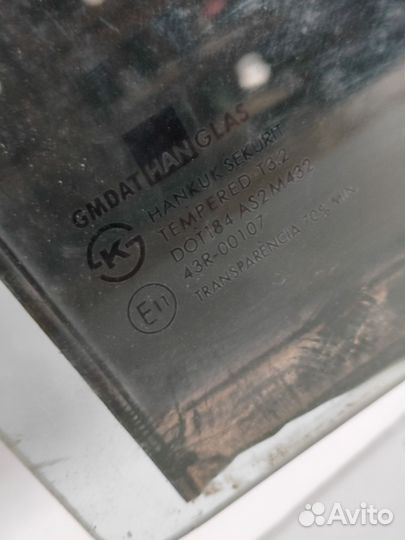 GMDAT HANGLAS
HANKUK SEKURIT
TEMPERED T3.2
DOT184 AS2 M432
43R-00107
TRANSPARENCIA 70% MIN.
K
E11
Avito